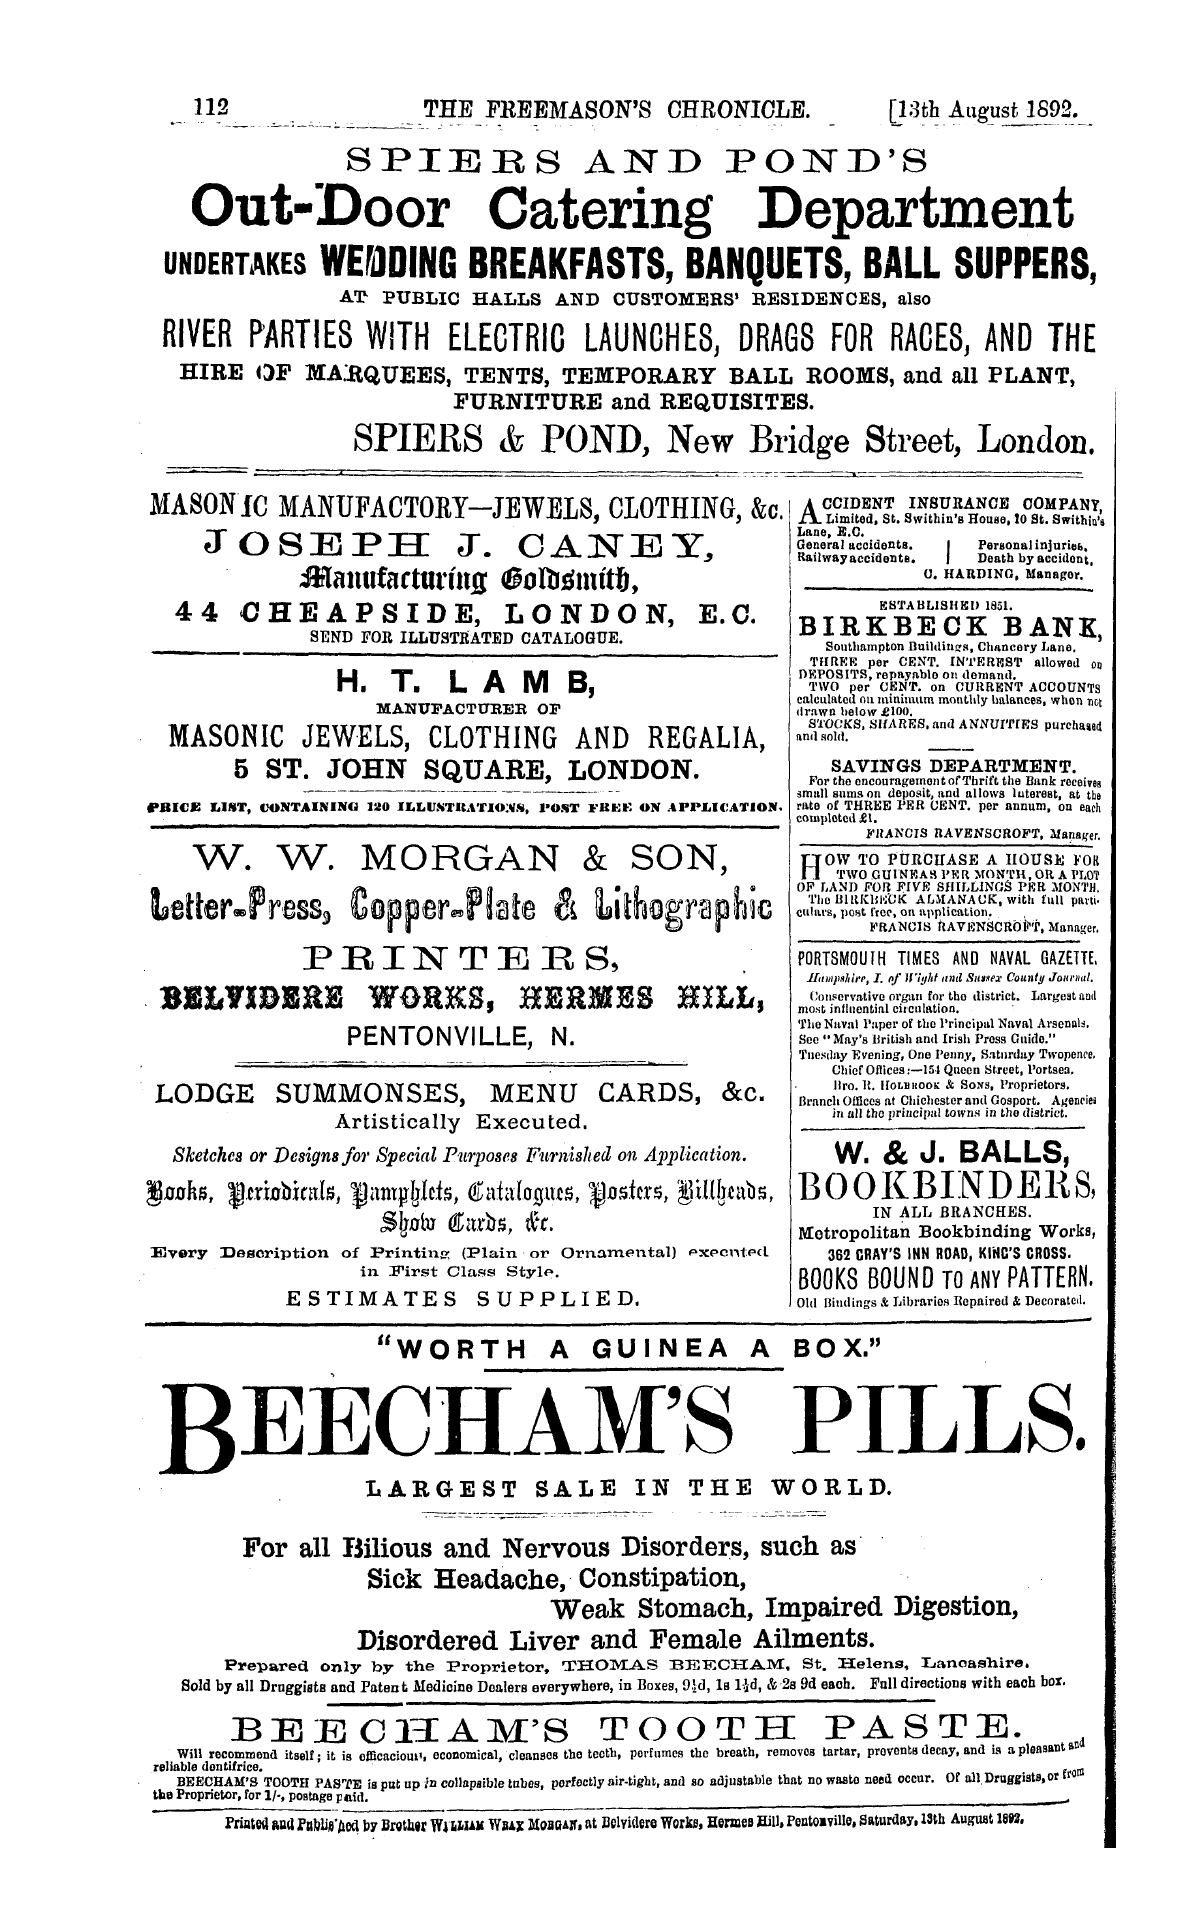 112 THE FREEMASON'S CHRONICLE. [13th August 1892.
SPIERS AND POND'S
Out-Door Catering Department
UNDERTAKES WEDDING BREAKFASTS, BANQUETS, BALL SUPPERS,
AT PUBLIC HALLS AND CUSTOMERS' RESIDENCES, also
RIVER PARTIES WITH ELECTRIC LAUNCHES, DRAGS FOR RACES, AND THE
HIRE OF MARQUEES, TENTS, TEMPORARY BALL ROOMS, and all PLANT,
FURNITURE and REQUISITES.
SPIERS & POND, New Bridge Street, London.
MASONIC MANUFACTORY—JEWELS, CLOTHING, &c.
JOSEPH J. CANEY,
Manufacturing Goldsmith,
44 CHEAPSIDE, LONDON, E.C.
SEND FOR ILLUSTRATED CATALOGUE.
H. T. LAMB,
MANUFACTURER OF
MASONIC JEWELS, CLOTHING AND REGALIA,
5 ST. JOHN SQUARE, LONDON.
PRICE LIST, CONTAINING 120 ILLUSTRATIONS, POST FREE ON APPLICATION.
W. W. MORGAN & SON,
Letter-Press, Copper-Plate & Lithographic
PRINTERS,
BELVIDERE WORKS, HERMES HILL,
PENTONVILLE, N.
LODGE SUMMONSES, MENU CARDS, &c.
Artistically Executed.
Sketches or Designs for Special Purposes Furnished on Application.
Books, Periodicals, Pamphlets, Catalogues, Posters, Billheads,
Show Cards, &c.
Every Description of Printing (Plain or Ornamental) executed
in First Class Style.
ESTIMATES SUPPLIED.
ACCIDENT INSURANCE COMPANY,
Limited, St. Swithin's House, 10 St. Swithin's
Lane, E.C.
General accidents. | Personal injuries.
Railway accidents. | Death by accident,
C. HARDING, Manager.
ESTABLISHED 1851.
BIRKBECK BANK,
Southampton Buildings, Chancery Lane.
THREE per CENT. INTEREST allowed on
DEPOSITS, repayable on demand.
TWO per CENT. on CURRENT ACCOUNTS
calculated on minimum monthly balances, when not
drawn below £100.
STOCKS, SHARES, and ANNUITIES purchased
and sold.
SAVINGS DEPARTMENT.
For the encouragement of Thrift the Bank receives
small sums on deposit, and allows Interest, at the
rate of THREE PER CENT. per annum, on each
completed £1.
FRANCIS RAVENSCROFT, Manager.
HOW TO PURCHASE A HOUSE FOR
TWO GUINEAS PER MONTH, OR A PLOT
OF LAND FOR FIVE SHILLINGS PER MONTH.
The BIRKBECK ALMANACK, with full parti-
culars, post free, on application.
FRANCIS RAVENSCROFT, Manager.
PORTSMOUTH TIMES AND NAVAL GAZETTE,
Hampshire, I. of Wight and Sussex County Journal.
Conservative organ for the district. Largest and
most influential circulation.
The Naval Paper of the Principal Naval Arsenals.
See "May's British and Irish Press Guide."
Tuesday Evening, One Penny, Saturday Twopence.
Chief Offices:—154 Queen Street, Portsea.
Bro. R. HOLBROOK & SONS, Proprietors.
Branch Offices at Chichester and Gosport. Agencies
in all the principal towns in the district.
W. & J. BALLS,
BOOKBINDERS,
IN ALL BRANCHES.
Metropolitan Bookbinding Works,
362 GRAY'S INN ROAD, KING'S CROSS.
BOOKS BOUND TO ANY PATTERN.
Old Bindings & Libraries Repaired & Decorated.
"WORTH A GUINEA A BOX."
BEECHAM'S PILLS.
LARGEST SALE IN THE WORLD.
For all Bilious and Nervous Disorders, such as
Sick Headache, Constipation,
Weak Stomach, Impaired Digestion,
Disordered Liver and Female Ailments.
Prepared only by the Proprietor, THOMAS BEECHAM, St. Helens, Lancashire.
Sold by all Druggists and Patent Medicine Dealers everywhere, in Boxes, 9½d, 1s 1½d, & 2s 9d each. Full directions with each box.
BEECHAM'S TOOTH PASTE.
Will recommend itself; it is efficacious, economical, cleanses the teeth, perfumes the breath, removes tartar, prevents decay, and is a pleasant and
reliable dentifrice.
BEECHAM'S TOOTH PASTE is put up in collapsible tubes, perfectly air-tight, and so adjustable that no waste need occur. Of all Druggists, or from
the Proprietor, for 1/-, postage paid.
Printed and Published by Brother WILLIAM WRAY MORGAN, at Belvidere Works, Hermes Hill, Pentonville, Saturday, 13th August 1892.